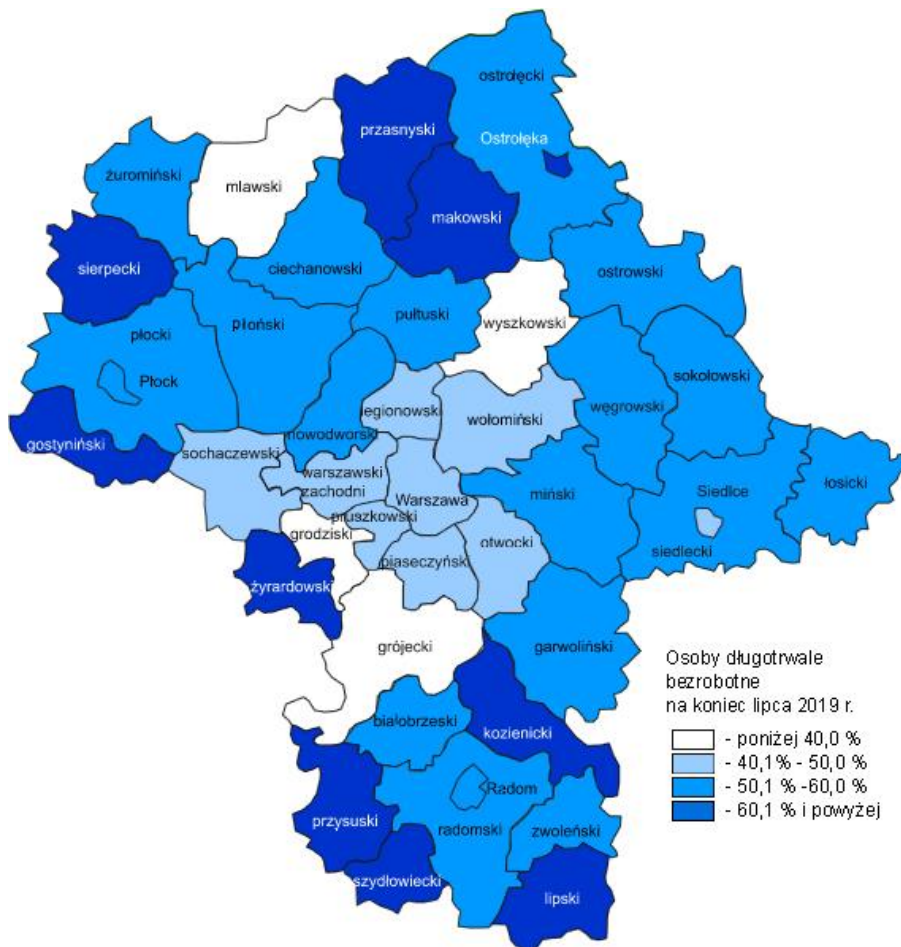 ostrołęcki
przasnyski
Ostrołęka
żuromiński
mławski
makowski
sierpecki
ciechanowski
ostrowski
pułtuski
płoński
wyszkowski
płocki
sokołowski
Płock
węgrowski
legionowski
wołomiński
nowodworski
gostyniński
sochaczewski
warszawski
zachodni
Siedlce
łosicki
miński
Warszawa
pruszkowski
grodziski
otwocki
siedlecki
piaseczyński
żyrardowski
grójecki
garwoliński
Osoby długotrwale
bezrobotne
na koniec lipca 2019 r.
białobrzeski
kozienicki
- poniżej 40,0 %
- 40,1% - 50,0 %
- 50,1 % -60,0 %
- 60,1 % i powyżej
Radom
przysuski
radomski
zwoleński
szydłowiecki
lipski